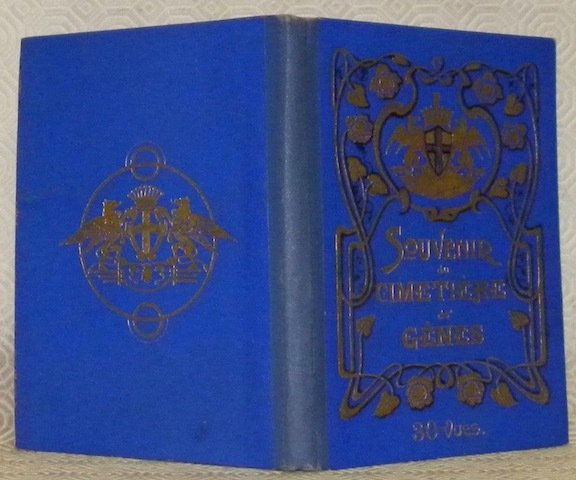 SOUVENIR
du
CIMETIÈRE
de
GÊNES
30 Vues.